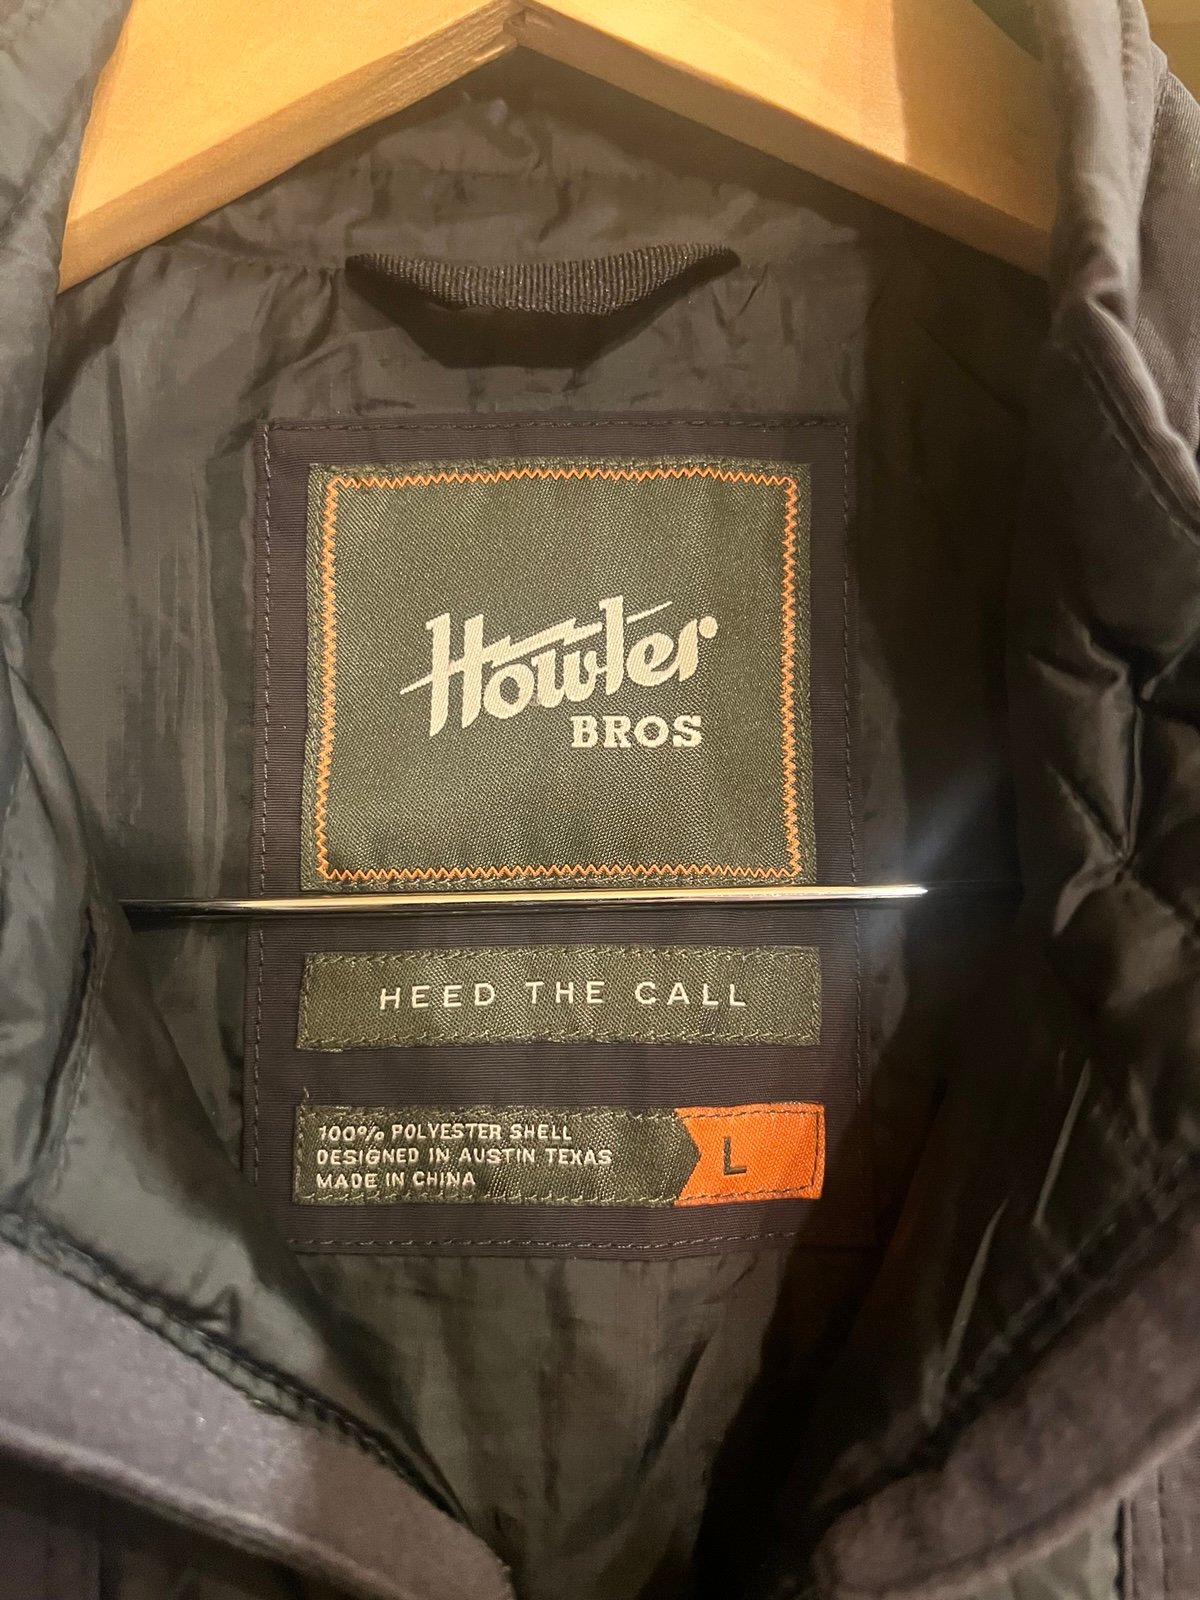 Howler
BROS
HEED THE CALL
100% POLYESTER SHELL
DESIGNED IN AUSTIN TEXAS
MADE IN CHINA
L